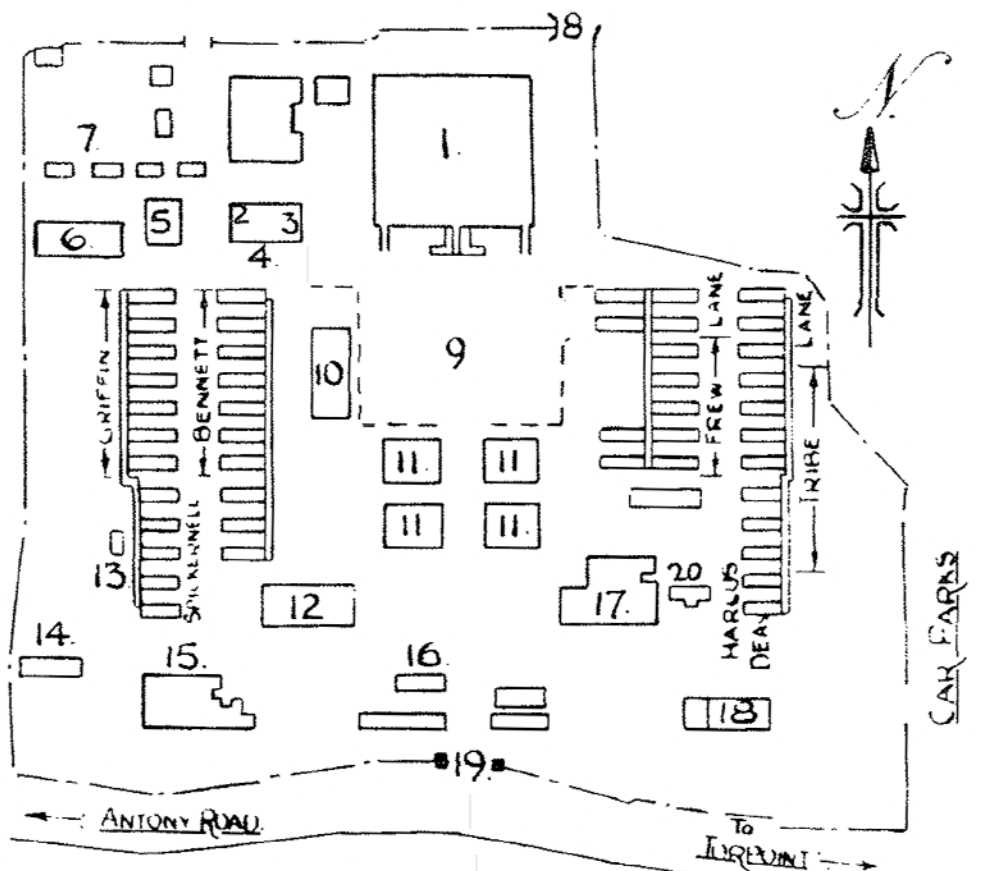 8
N
7
1.
5
2
3
6.
4.
LANE
LANE
GRIFFIN
BENNETT
10
9
FREW
TRIBE
11
11
11
11
SPICKERNELL
13
12
17.
20
MARCUS
DEAN
CAR PARKS
14.
15.
16.
18
19.
ANTONY ROAD.
TO
TORPOINT